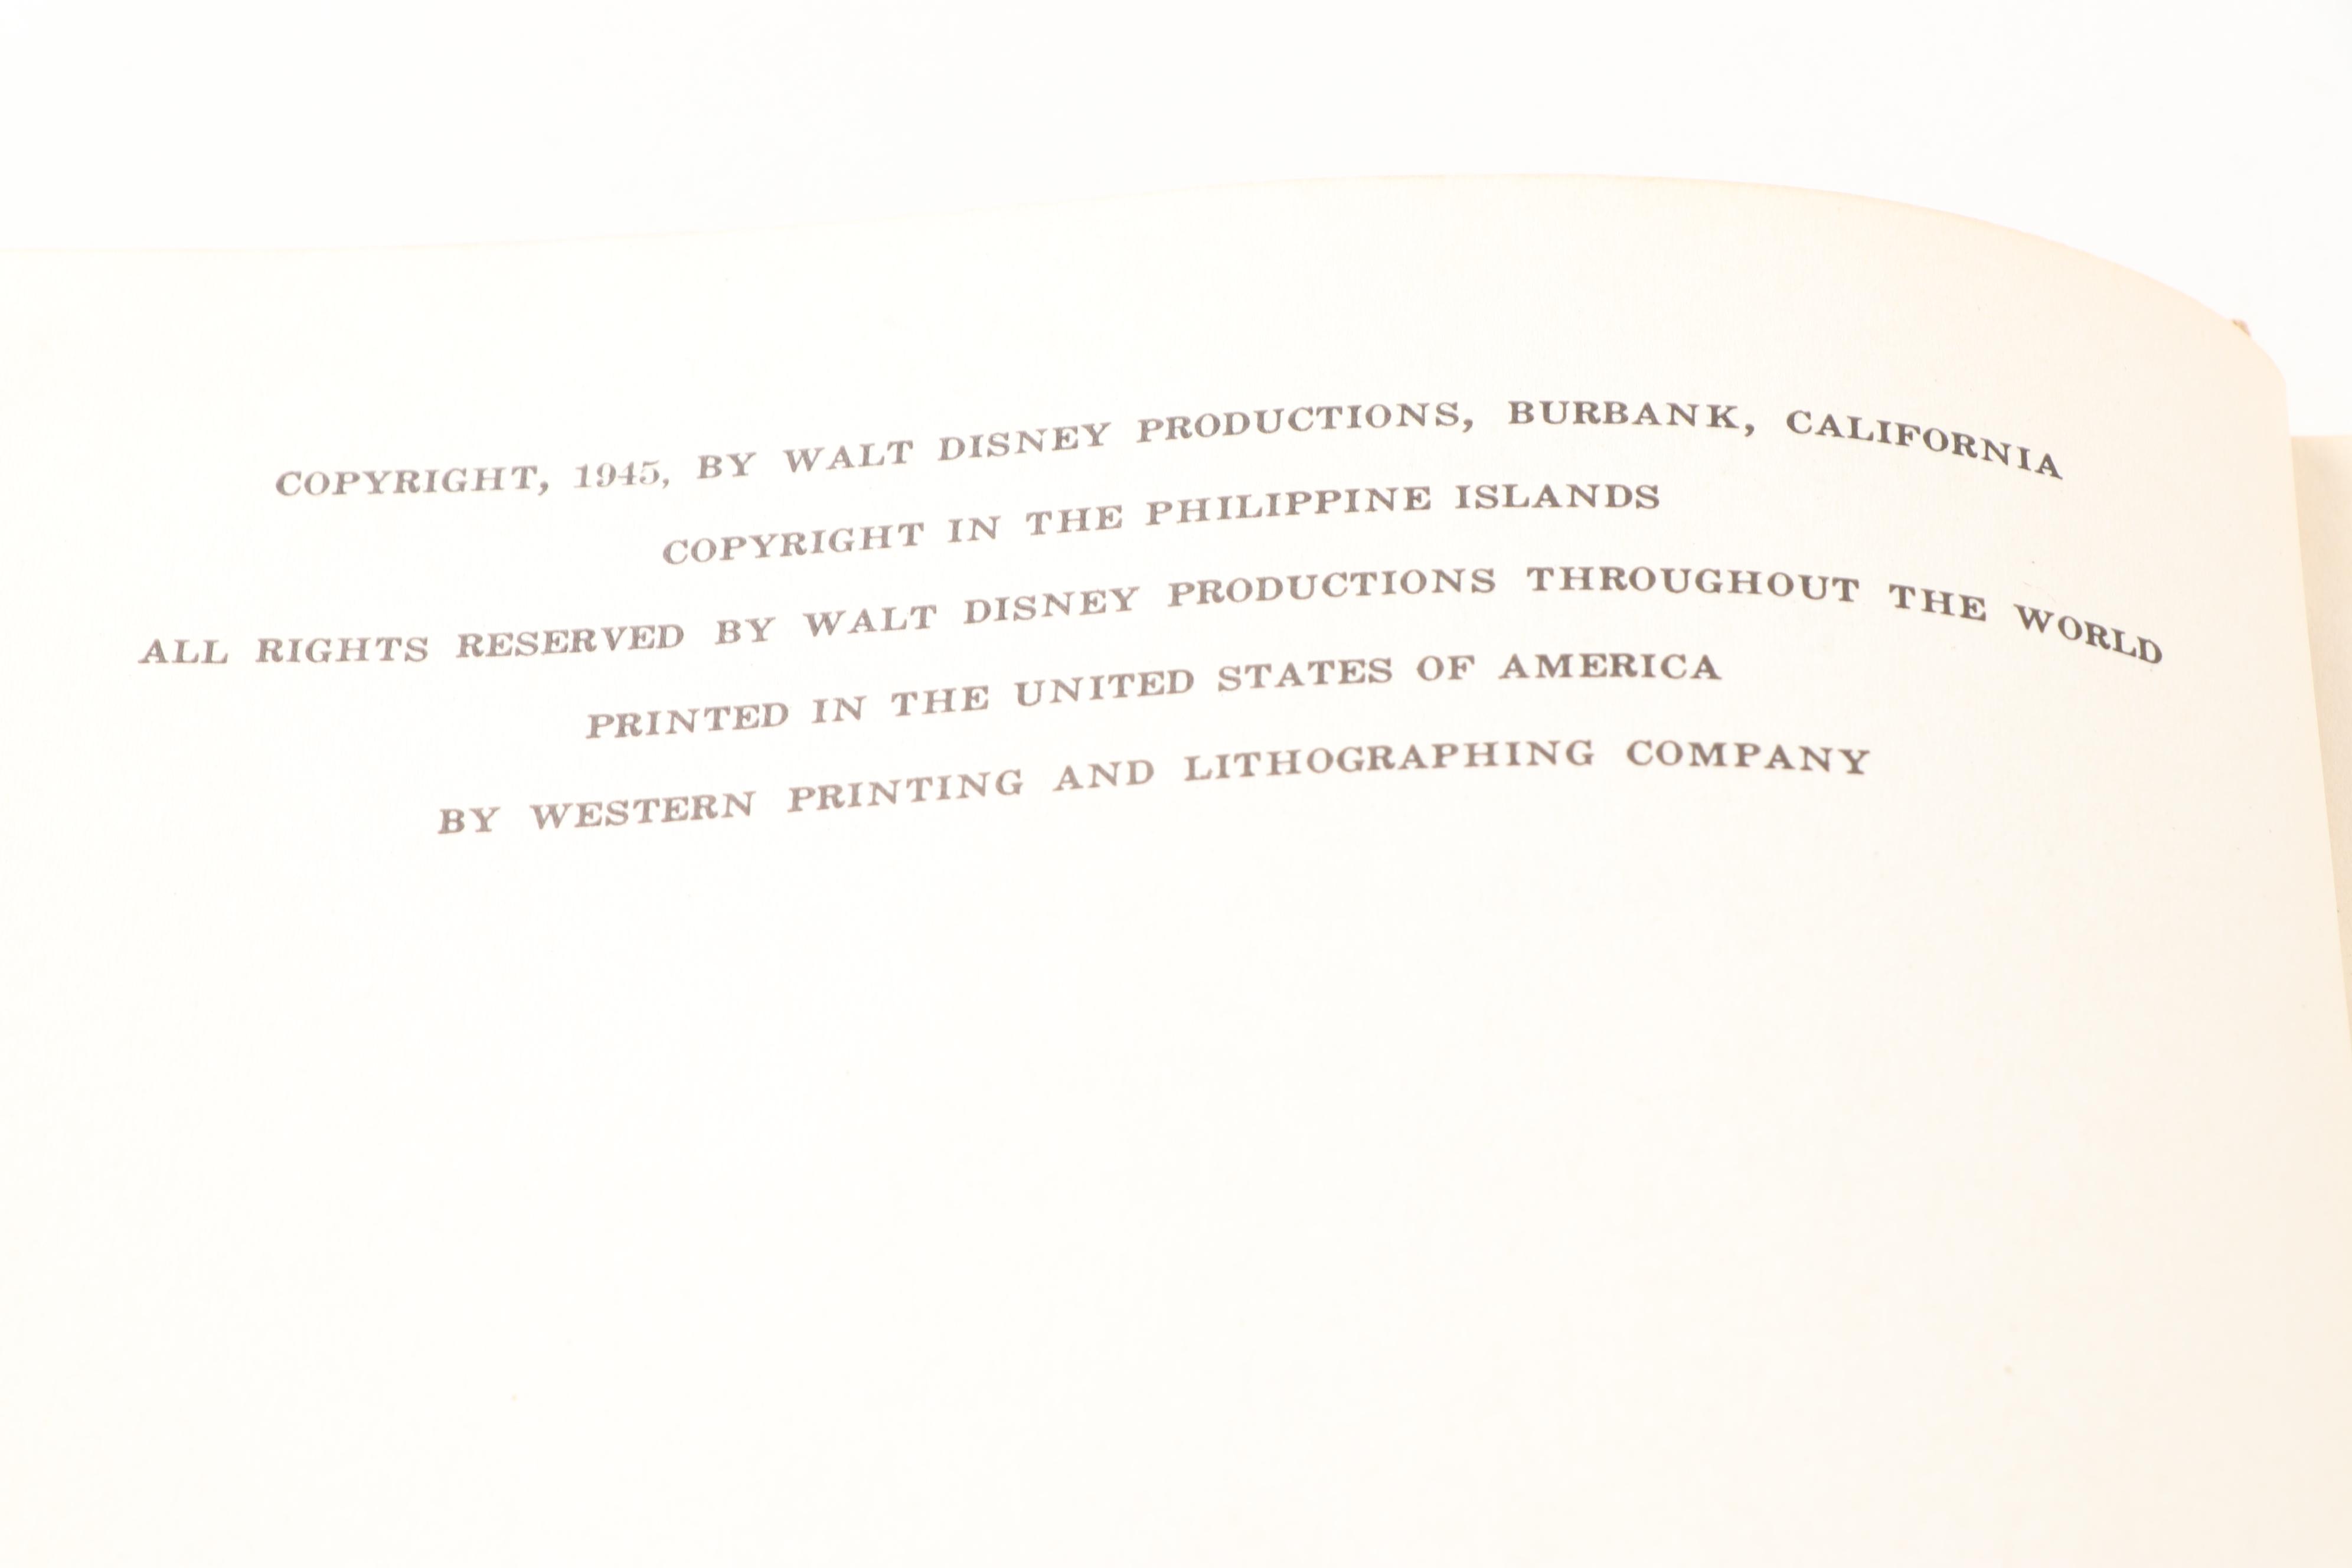 COPYRIGHT, 1945, BY WALT DISNEY PRODUCTIONS, BURBANK, CALIFORNIA
COPYRIGHT IN THE PHILIPPINE ISLANDS
ALL RIGHTS RESERVED BY WALT DISNEY PRODUCTIONS THROUGHOUT THE WORLD
PRINTED IN THE UNITED STATES OF AMERICA
BY WESTERN PRINTING AND LITHOGRAPHING COMPANY